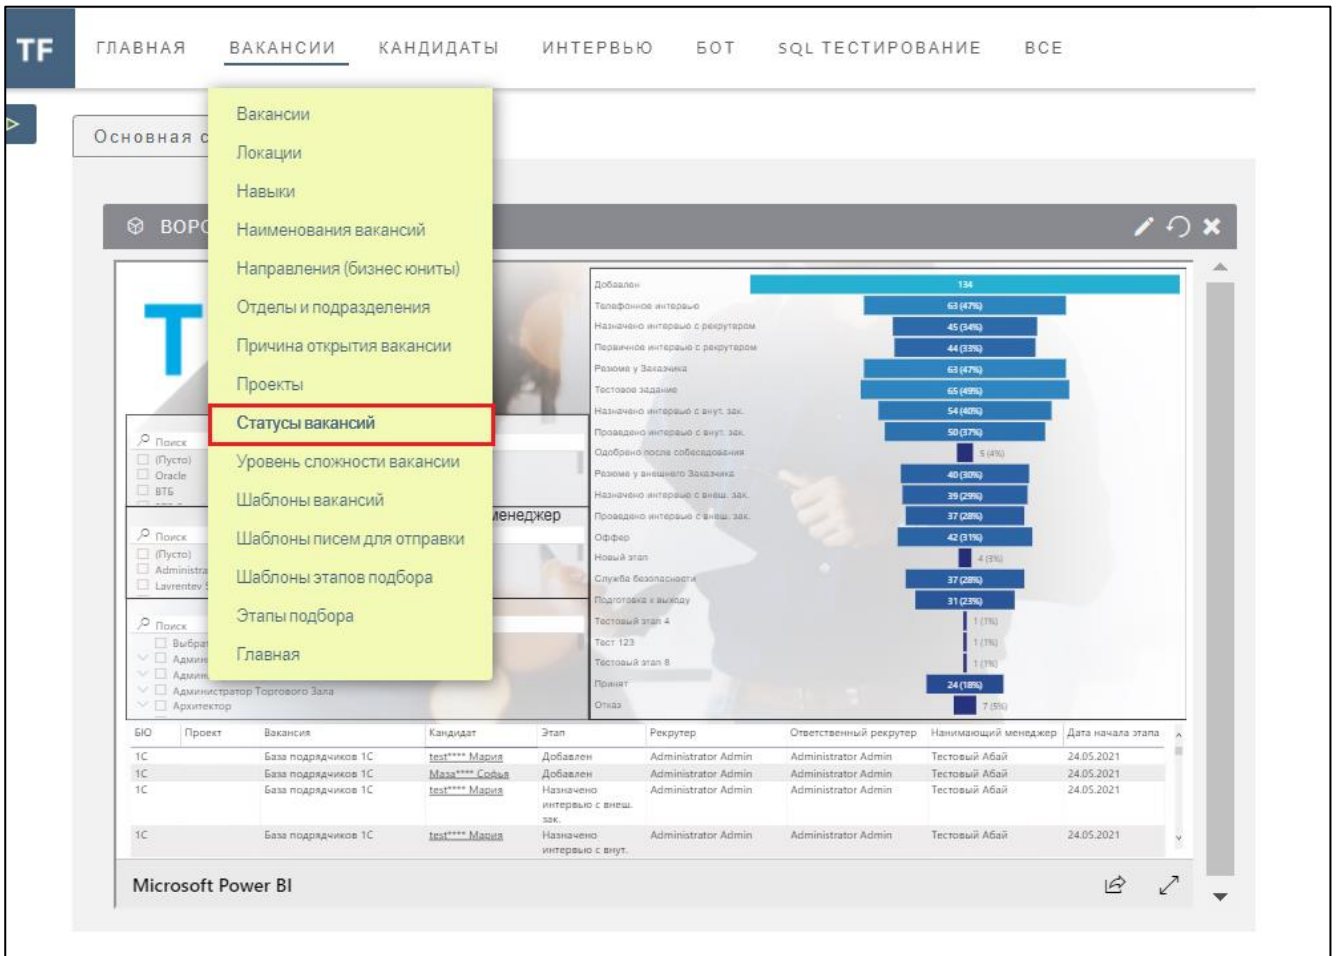 TF ГЛАВНАЯ ВАКАНСИИ КАНДИДАТЫ ИНТЕРВЬЮ БОТ SQL ТЕСТИРОВАНИЕ ВСЕ
Основная с
Вакансии
Локации
Навыки
Наименования вакансий
Направления (бизнес юниты)
Отделы и подразделения
Причина открытия вакансии
Проекты
Статусы вакансий
Уровень сложности вакансии
Шаблоны вакансий
Шаблоны писем для отправки
Шаблоны этапов подбора
Этапы подбора
Главная
ВОРО
T
Поиск
(Пусто)
Oracle
ВТБ
менеджер
Поиск
(Пусто)
Administra
Lavrentev S
Поиск
Выбрат
Админи
Админи
Администратор Торгового Зала
Архитектор
Добавлен 134
Телефонное интервью 63 (47%)
Назначено интервью с рекрутером 45 (34%)
Первичное интервью с рекрутером 44 (33%)
Резюме у Заказчика 63 (47%)
Тестовое задание 65 (49%)
Назначено интервью с внут. зак. 54 (40%)
Проведено интервью с внут. зак. 50 (37%)
Одобрено после собеседования 5 (4%)
Резюме у внешнего Заказчика 40 (30%)
Назначено интервью с внеш. зак. 39 (29%)
Проведено интервью с внеш. зак. 37 (28%)
Оффер 42 (31%)
Новый этап 4 (3%)
Служба безопасности 37 (28%)
Подготовка к выходу 31 (23%)
Тестовый этап 4 1 (1%)
Тест 123 1 (1%)
Тестовый этап 8 1 (1%)
Принят 24 (18%)
Отказ 7 (5%)
БЮ Проект Вакансия Кандидат Этап Рекрутер Ответственный рекрутер Нанимающий менеджер Дата начала этапа
1С База подрядчиков 1С test**** Мария Добавлен Administrator Admin Administrator Admin Тестовый Абай 24.05.2021
1С База подрядчиков 1С Маза**** Софья Добавлен Administrator Admin Administrator Admin Тестовый Абай 24.05.2021
1С База подрядчиков 1С test**** Мария Назначено Administrator Admin Administrator Admin Тестовый Абай 24.05.2021
интервью с внеш.
зак.
1С База подрядчиков 1С test**** Мария Назначено Administrator Admin Administrator Admin Тестовый Абай 24.05.2021
интервью с внут.
Microsoft Power BI